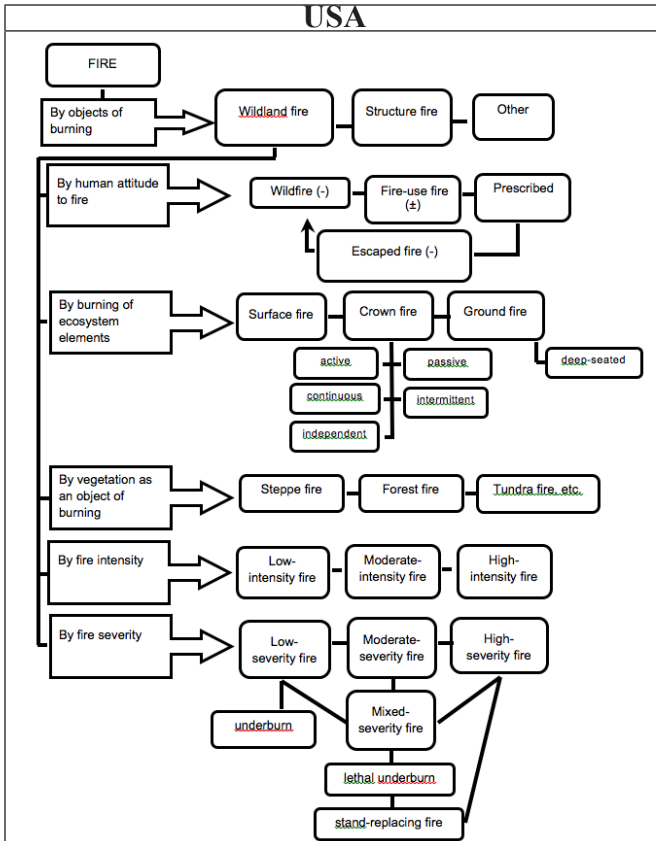 USA
FIRE
By objects of
burning
Wildland fire
Structure fire
Other
By human attitude
to fire
Wildfire (-)
Fire-use fire
(±)
Prescribed
Escaped fire (-)
By burning of
ecosystem
elements
Surface fire
Crown fire
Ground fire
active
passive
deep-seated
continuous
intermittent
independent
By vegetation as
an object of
burning
Steppe fire
Forest fire
Tundra fire, etc.
By fire intensity
Low-
intensity fire
Moderate-
intensity fire
High-
intensity fire
By fire severity
Low-
severity fire
Moderate-
severity fire
High-
severity fire
underburn
Mixed-
severity fire
lethal underburn
stand-replacing fire